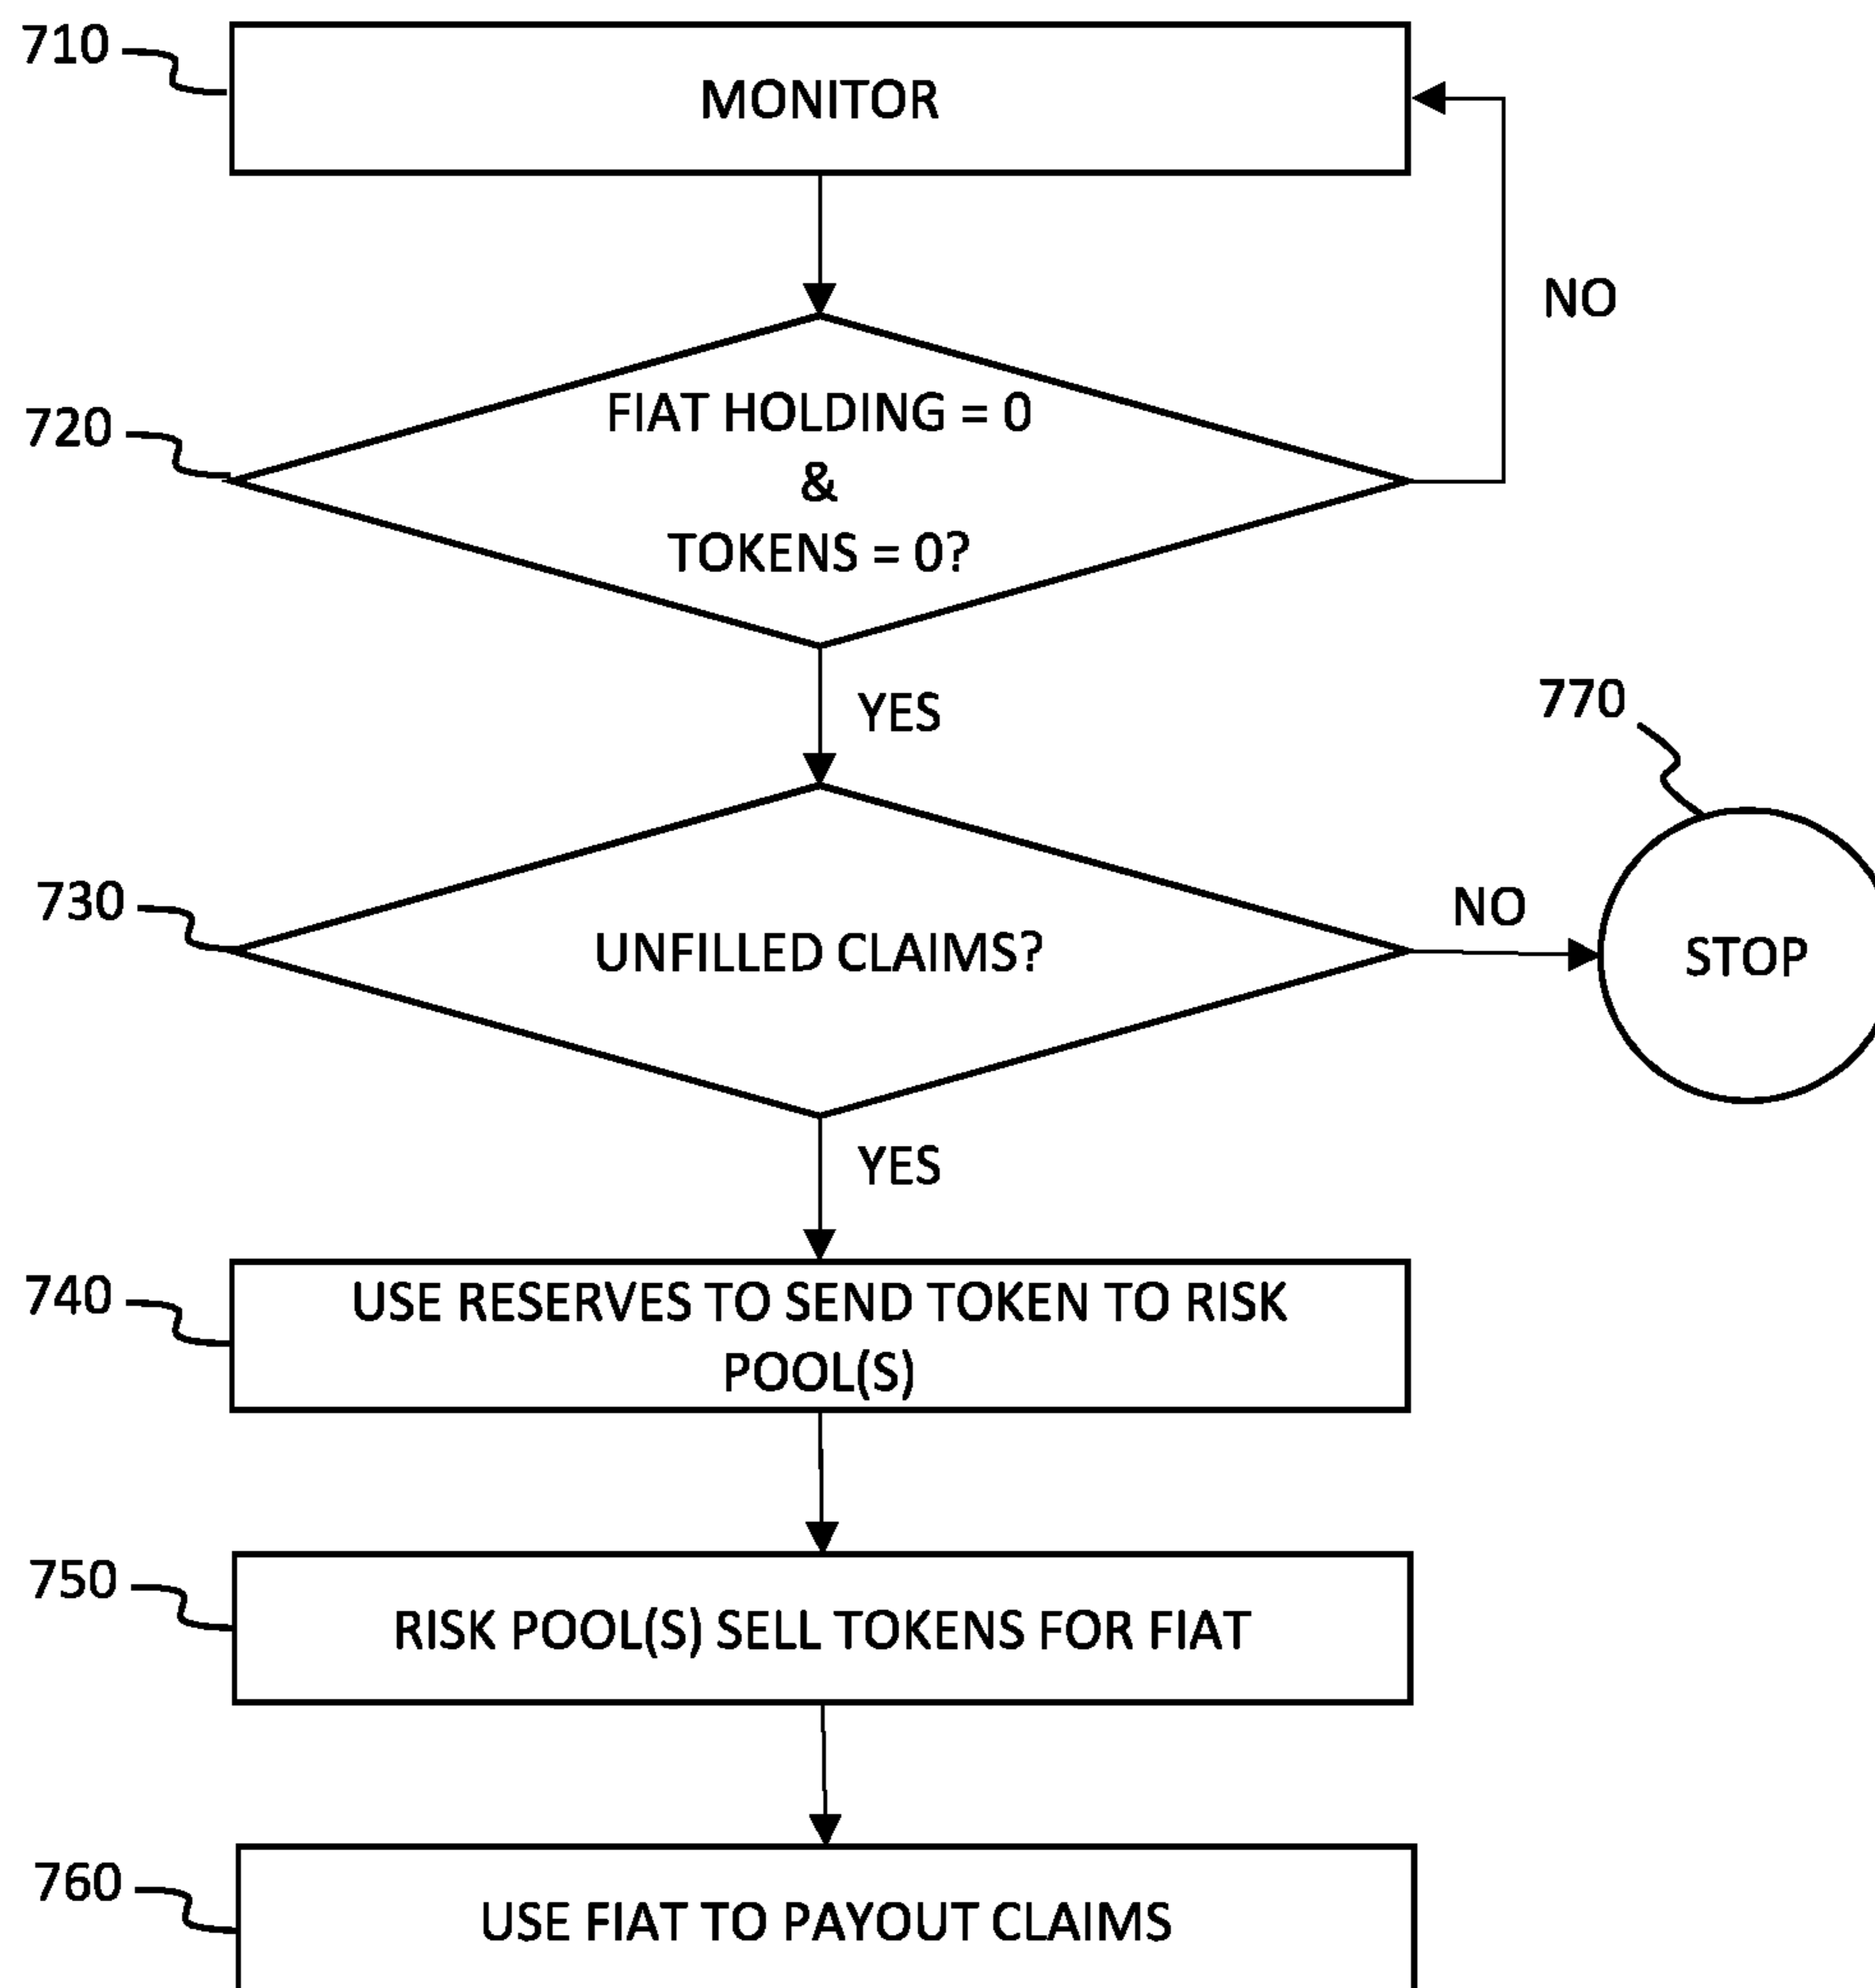 710
MONITOR
NO
720
FIAT HOLDING = 0
&
TOKENS = 0?
YES
770
730
UNFILLED CLAIMS?
NO
STOP
YES
740
USE RESERVES TO SEND TOKEN TO RISK
POOL(S)
750
RISK POOL(S) SELL TOKENS FOR FIAT
760
USE FIAT TO PAYOUT CLAIMS